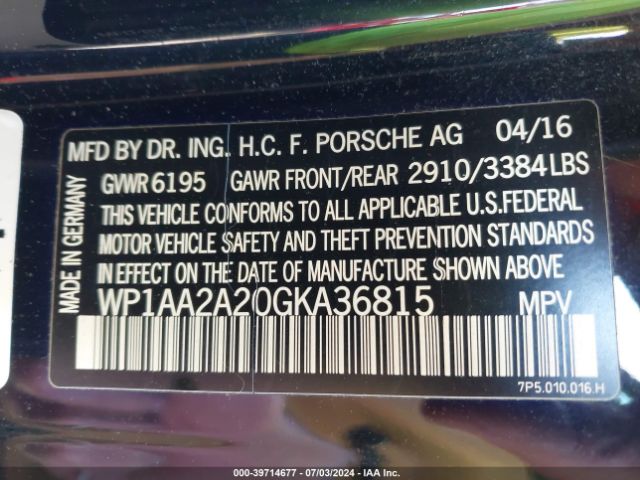 MFD BY DR. ING. H.C. F. PORSCHE AG 04/16
GVWR 6195 GAWR FRONT/REAR 2910/3384 LBS
THIS VEHICLE CONFORMS TO ALL APPLICABLE U.S.FEDERAL
MOTOR VEHICLE SAFETY AND THEFT PREVENTION STANDARDS
IN EFFECT ON THE DATE OF MANUFACTURE SHOWN ABOVE
WP1AA2A20GKA36815 MPV
MADE IN GERMANY
7P5.010.016.H
000-39714677 - 07/03/2024 - IAA Inc.